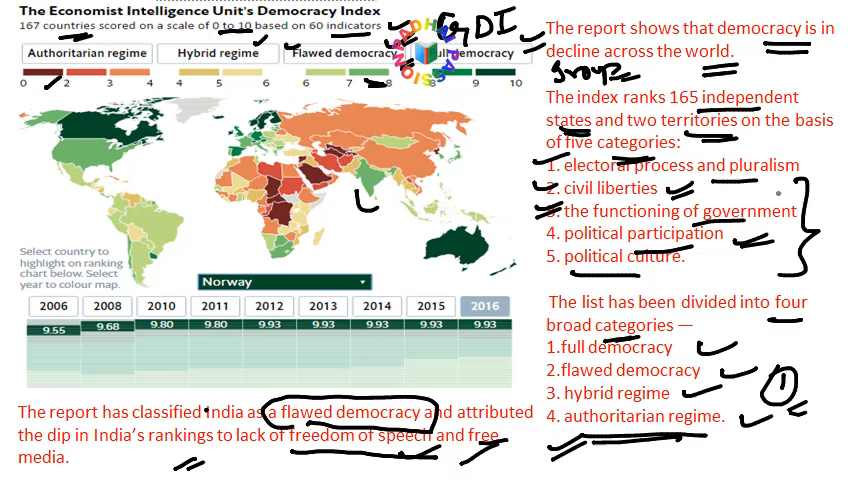 The Economist Intelligence Unit's Democracy Index
167 countries scored on a scale of 0 to 10 based on 60 indicators
GDI
Authoritarian regime
Hybrid regime
Flawed democracy
democracy
0 2 3 4 5 6 7 8 9 10
Select country to
highlight on ranking
chart below. Select
year to colour map.
Norway
2006 2008 2010 2011 2012 2013 2014 2015 2016
9.55 9.68 9.80 9.80 9.93 9.93 9.93 9.93 9.93
The report has classified India as a flawed democracy and attributed
the dip in India's rankings to lack of freedom of speech and free
media.
The report shows that democracy is in
decline across the world.
The index ranks 165 independent
states and two territories on the basis
of five categories:
1. electoral process and pluralism
2. civil liberties
3. the functioning of government
4. political participation
5. political culture.
The list has been divided into four
broad categories —
1.full democracy
2.flawed democracy
3. hybrid regime
4. authoritarian regime.
1